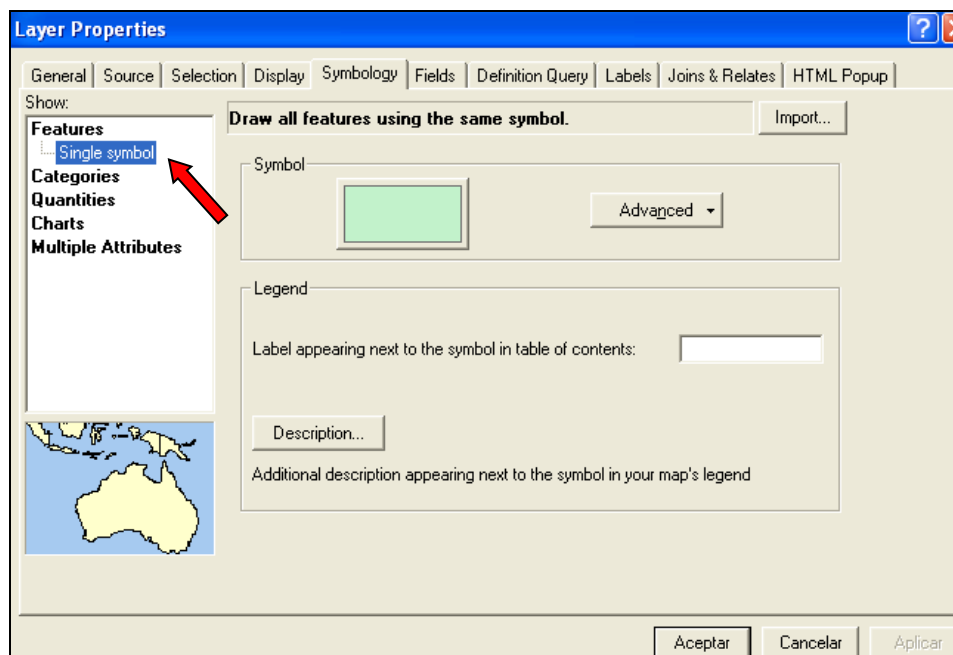 Layer Properties
?
General Source Selection Display Symbology Fields Definition Query Labels Joins & Relates HTML Popup
Show:
Features
Single symbol
Categories
Quantities
Charts
Multiple Attributes
Draw all features using the same symbol.
Import...
Symbol
Advanced
Legend
Label appearing next to the symbol in table of contents:
Description...
Additional description appearing next to the symbol in your map's legend
Aceptar Cancelar Aplicar